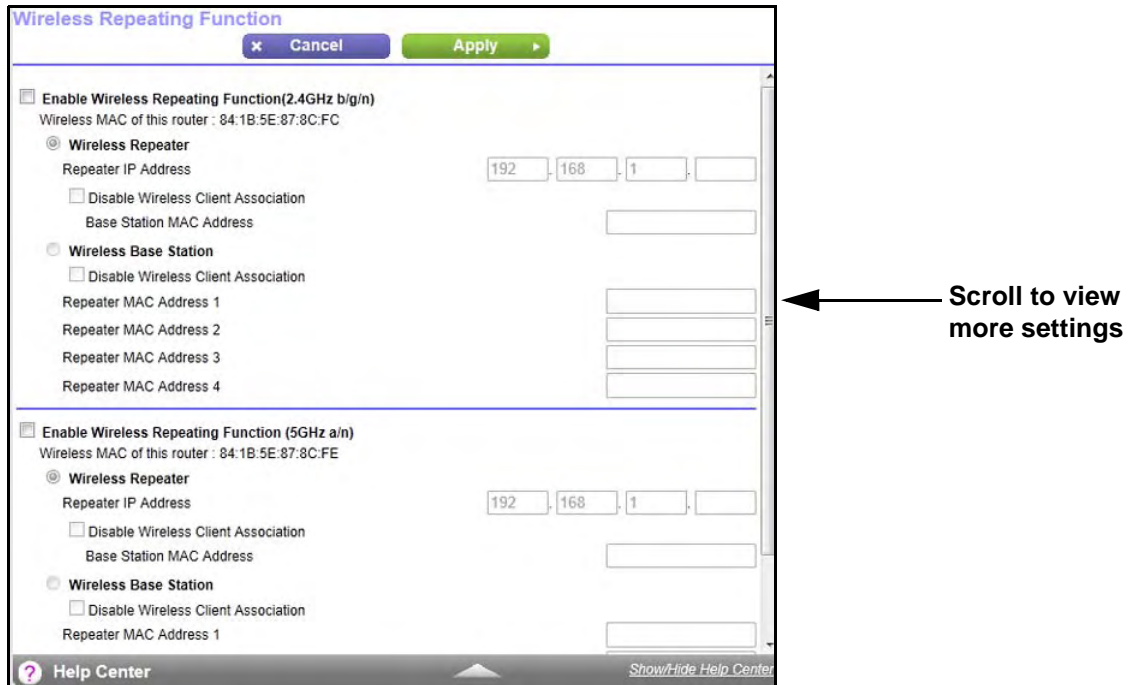 Wireless Repeating Function
× Cancel
Apply ▸
Enable Wireless Repeating Function(2.4GHz b/g/n)
Wireless MAC of this router : 84:1B:5E:87:8C:FC
Wireless Repeater
Repeater IP Address 192 . 168 . 1 .
Disable Wireless Client Association
Base Station MAC Address
Wireless Base Station
Disable Wireless Client Association
Repeater MAC Address 1
Repeater MAC Address 2
Repeater MAC Address 3
Repeater MAC Address 4
Scroll to view
more settings
Enable Wireless Repeating Function (5GHz a/n)
Wireless MAC of this router : 84:1B:5E:87:8C:FE
Wireless Repeater
Repeater IP Address 192 . 168 . 1 .
Disable Wireless Client Association
Base Station MAC Address
Wireless Base Station
Disable Wireless Client Association
Repeater MAC Address 1
? Help Center
Show/Hide Help Center